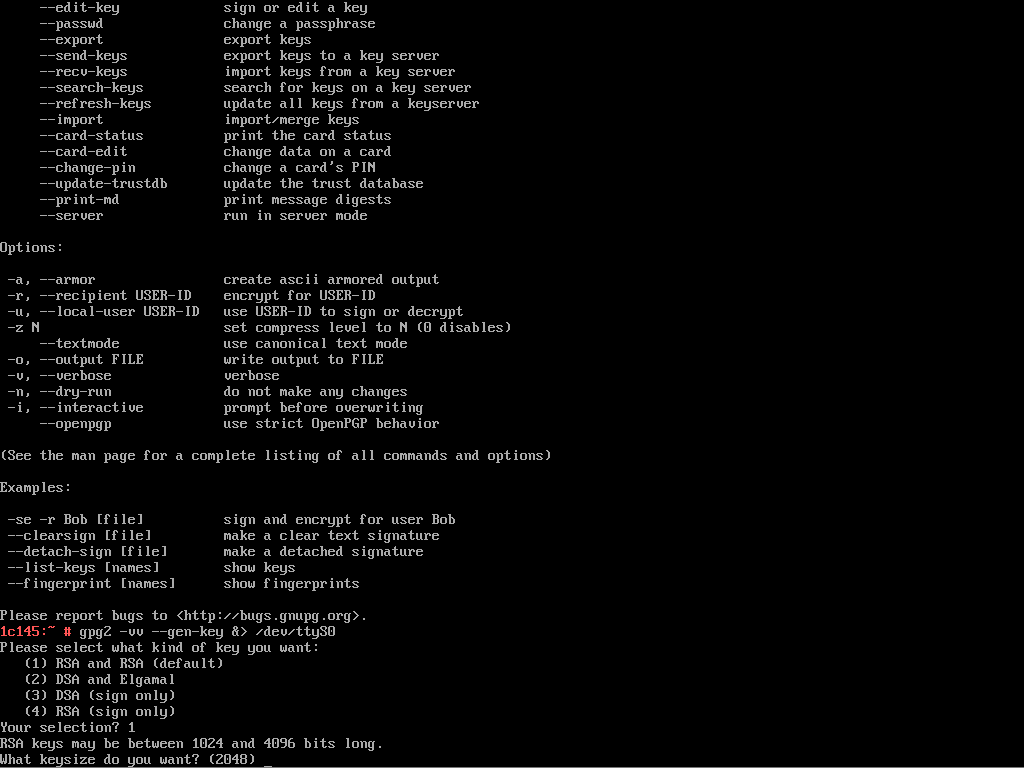 --edit-key sign or edit a key
--passwd change a passphrase
--export export keys
--send-keys export keys to a key server
--recv-keys import keys from a key server
--search-keys search for keys on a key server
--refresh-keys update all keys from a keyserver
--import import/merge keys
--card-status print the card status
--card-edit change data on a card
--change-pin change a card's PIN
--update-trustdb update the trust database
--print-md print message digests
--server run in server mode
Options:
-a, --armor create ascii armored output
-r, --recipient USER-ID encrypt for USER-ID
-u, --local-user USER-ID use USER-ID to sign or decrypt
-z N set compress level to N (0 disables)
--textmode use canonical text mode
-o, --output FILE write output to FILE
-v, --verbose verbose
-n, --dry-run do not make any changes
-i, --interactive prompt before overwriting
--openpgp use strict OpenPGP behavior
(See the man page for a complete listing of all commands and options)
Examples:
-se -r Bob [file] sign and encrypt for user Bob
--clearsign [file] make a clear text signature
--detach-sign [file] make a detached signature
--list-keys [names] show keys
--fingerprint [names] show fingerprints
Please report bugs to <http://bugs.gnupg.org>.
1c145:~ # gpg2 -vv --gen-key &> /dev/ttyS0
Please select what kind of key you want:
(1) RSA and RSA (default)
(2) DSA and Elgamal
(3) DSA (sign only)
(4) RSA (sign only)
Your selection? 1
RSA keys may be between 1024 and 4096 bits long.
What keysize do you want? (2048) _